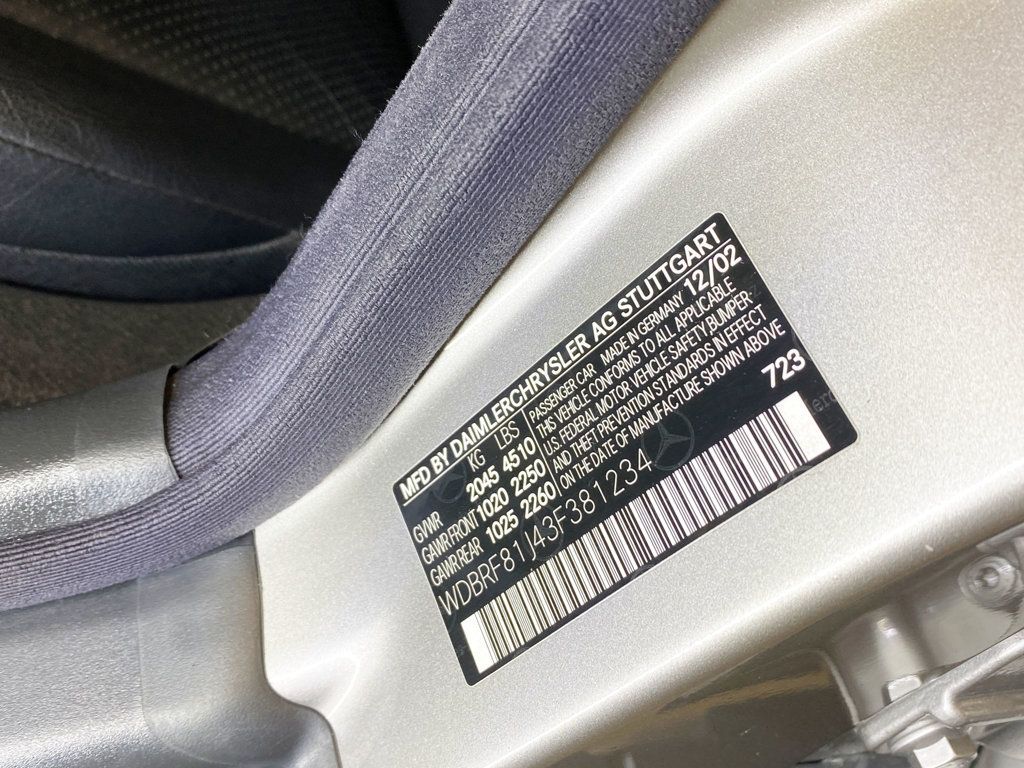 MFD BY DAIMLERCHRYSLER AG STUTTGART
KG LBS
GVWR 2045 4510
GAWR FRONT 1020 2250
GAWR REAR 1025 2260
PASSENGER CAR MADE IN GERMANY 12/02
THIS VEHICLE CONFORMS TO ALL APPLICABLE
U.S. FEDERAL MOTOR VEHICLE SAFETY, BUMPER-
AND THEFT PREVENTION STANDARDS IN EFFECT
ON THE DATE OF MANUFACTURE SHOWN ABOVE
WDBRF81J43F381234
723